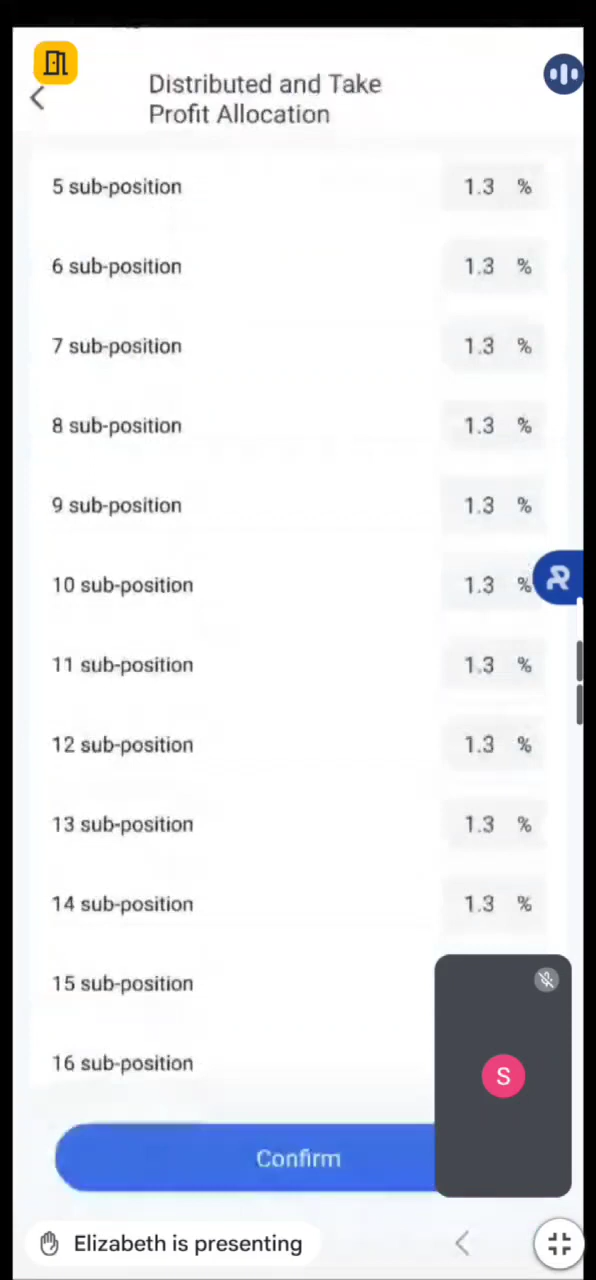 Distributed and Take
Profit Allocation
5 sub-position 1.3 %
6 sub-position 1.3 %
7 sub-position 1.3 %
8 sub-position 1.3 %
9 sub-position 1.3 %
10 sub-position 1.3 %
11 sub-position 1.3 %
12 sub-position 1.3 %
13 sub-position 1.3 %
14 sub-position 1.3 %
15 sub-position
16 sub-position
S
Confirm
Elizabeth is presenting